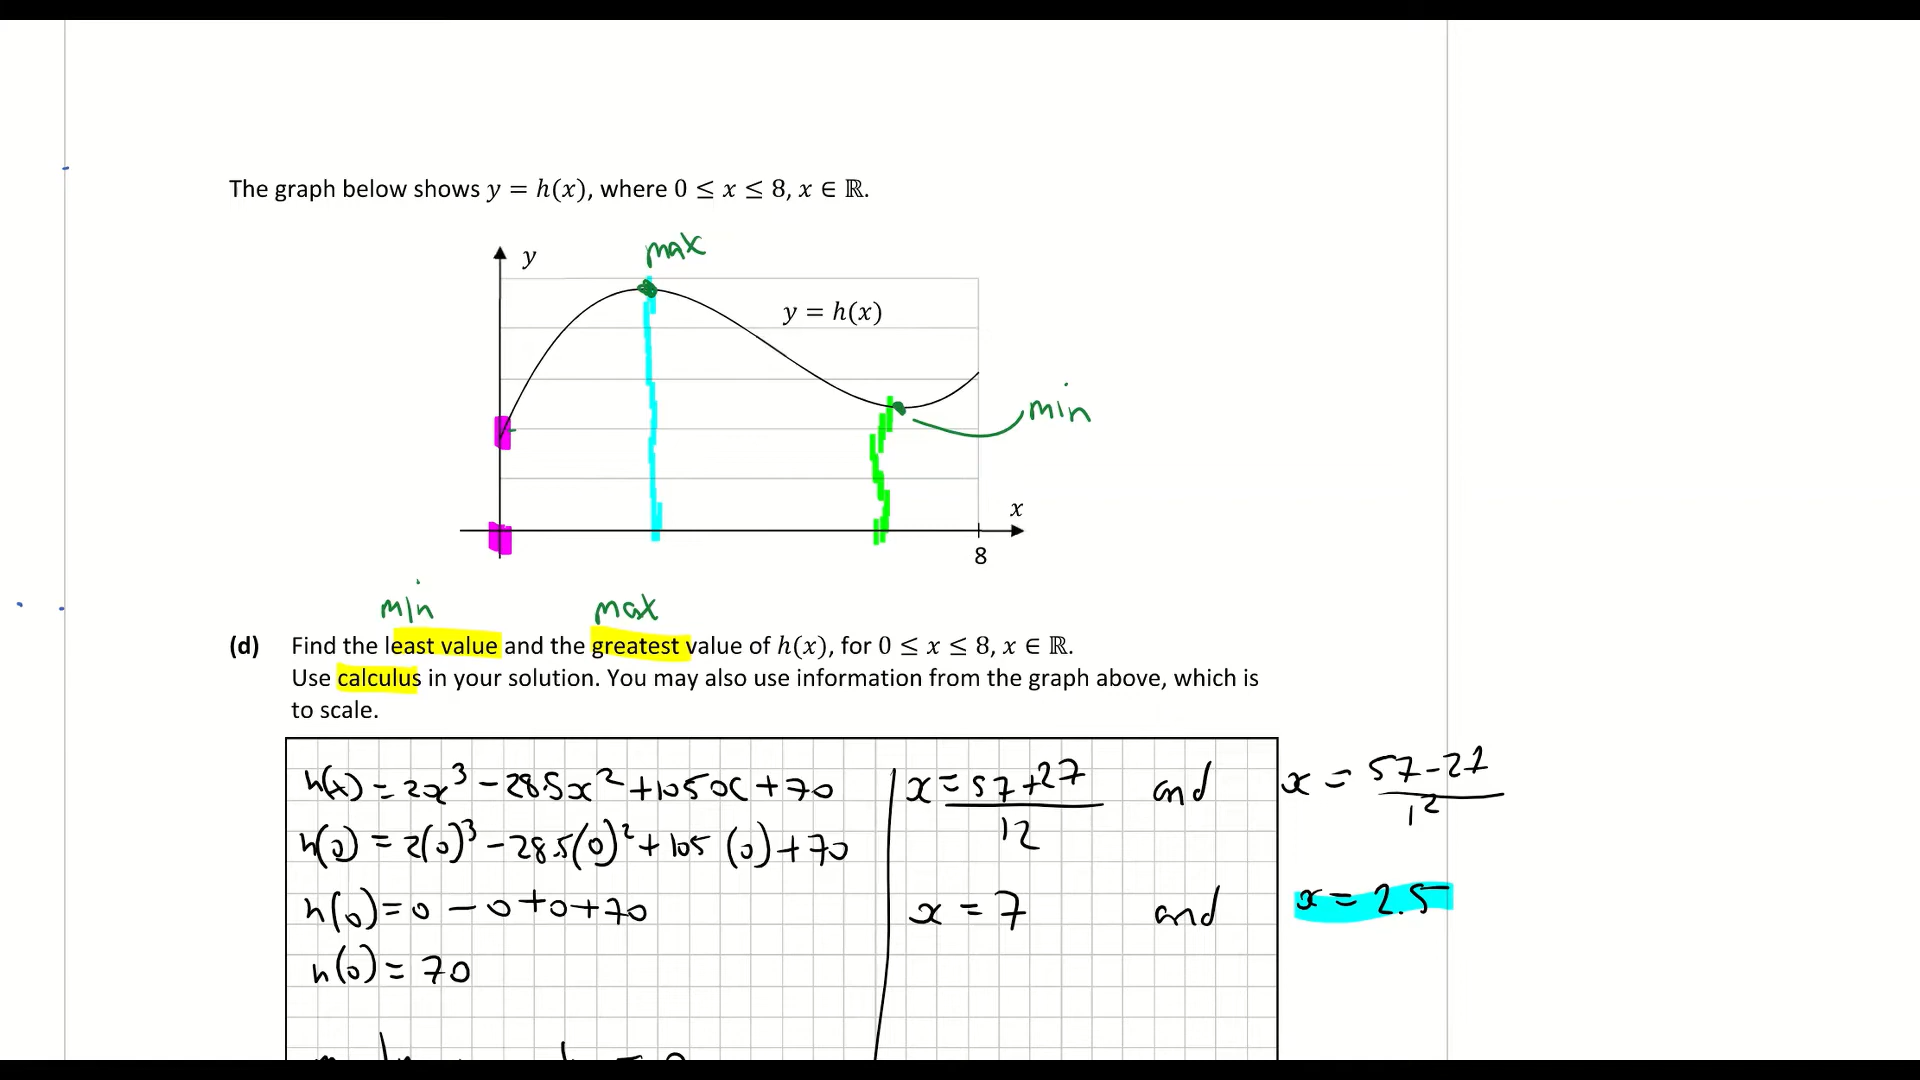 The graph below shows y = h(x), where 0 ≤ x ≤ 8, x ∈ ℝ.
max
y
y = h(x)
min
x
8
min max
(d) Find the least value and the greatest value of h(x), for 0 ≤ x ≤ 8, x ∈ ℝ.
Use calculus in your solution. You may also use information from the graph above, which is
to scale.
h(x) = 2x³ - 28.5x² + 105x + 70
h(0) = 2(0)³ - 28.5(0)² + 105 (0) + 70
h(0) = 0 - 0 + 0 + 70
h(0) = 70
x = 57 + 27 / 12 and x = 57 - 27 / 12
x = 7 and x = 2.5